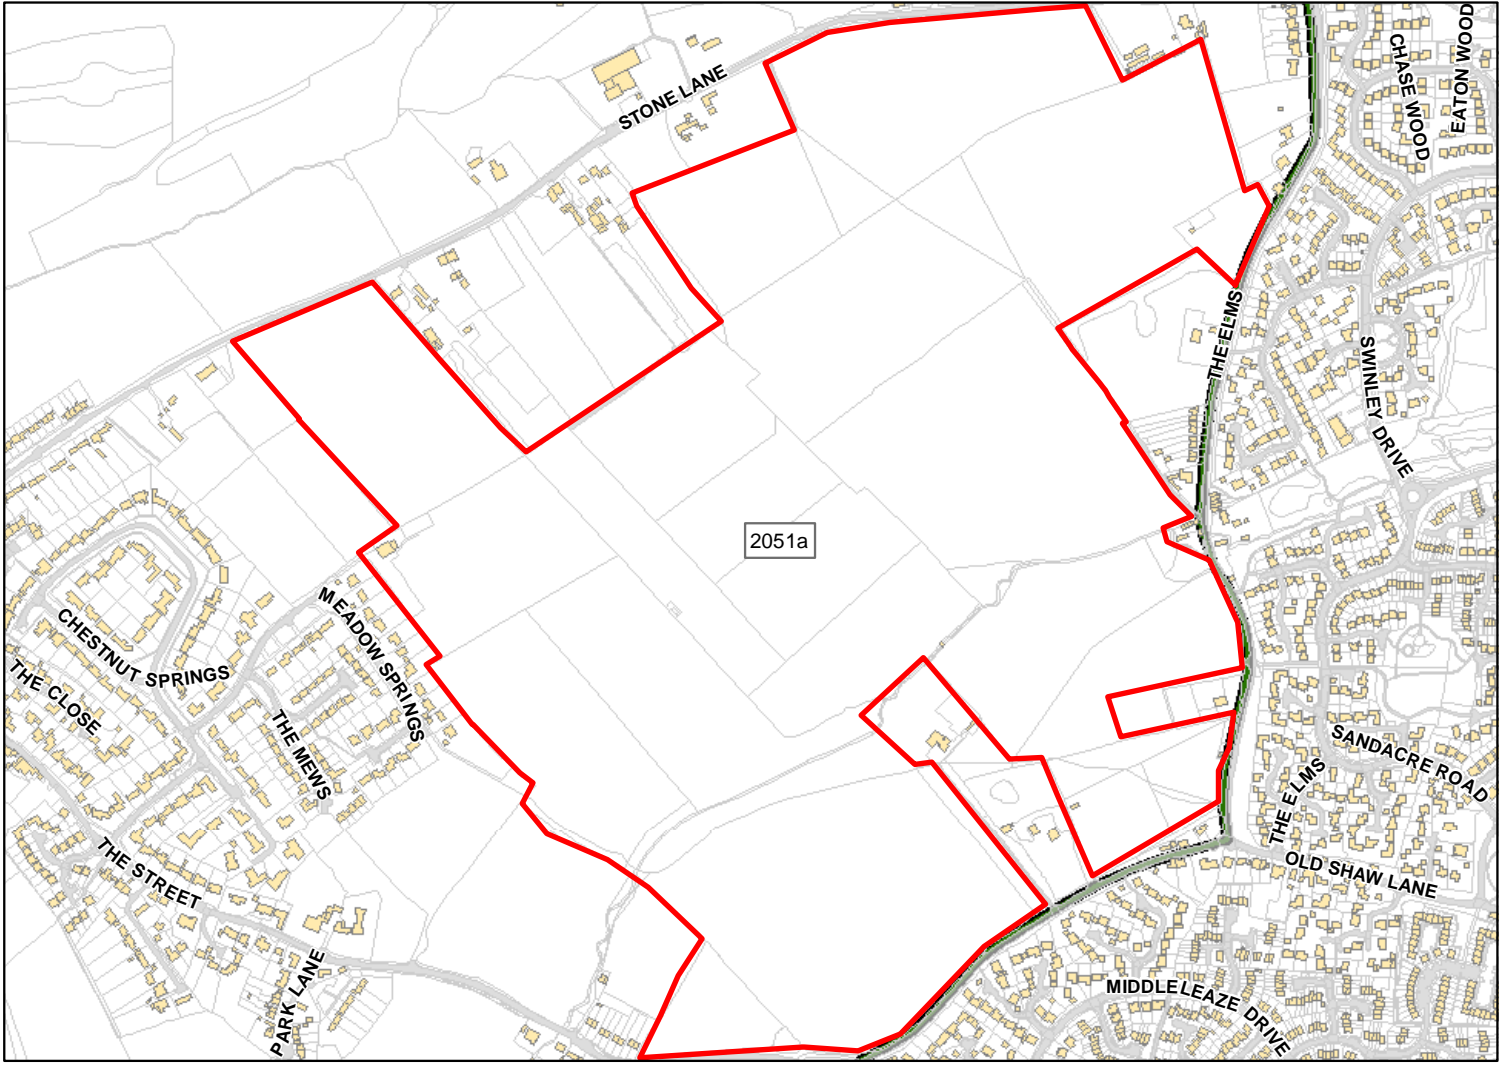 STONE LANE
CHASE WOOD
EATON WOOD
THE ELMS
SWINLEY DRIVE
2051a
MEADOW SPRINGS
CHESTNUT SPRINGS
THE CLOSE
THE MEWS
SANDACRE ROAD
THE ELMS
THE STREET
OLD SHAW LANE
PARK LANE
MIDDLELEAZE DRIVE